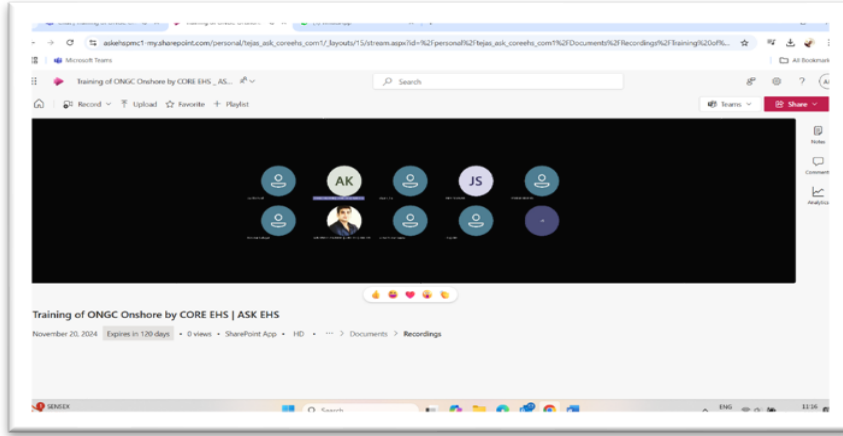 askehspmc1-my.sharepoint.com/personal/tejas_ask_coreehs_com1/_layouts/15/stream.aspx?id=%2Fpersonal%2Ftejas_ask_coreehs_com1%2FDocuments%2FRecordings%2FTraining%20of%...
Microsoft Teams
All Bookmark
Training of ONGC Onshore by CORE EHS _ AS...
Search
Record
Upload
Favorite
Playlist
Teams
Share
Notes
AK
JS
Comment
Analytics
Training of ONGC Onshore by CORE EHS | ASK EHS
November 20, 2024 Expires in 120 days • 0 views • SharePoint App • HD • ... > Documents > Recordings
SENSEX
Search
ENG
11:16